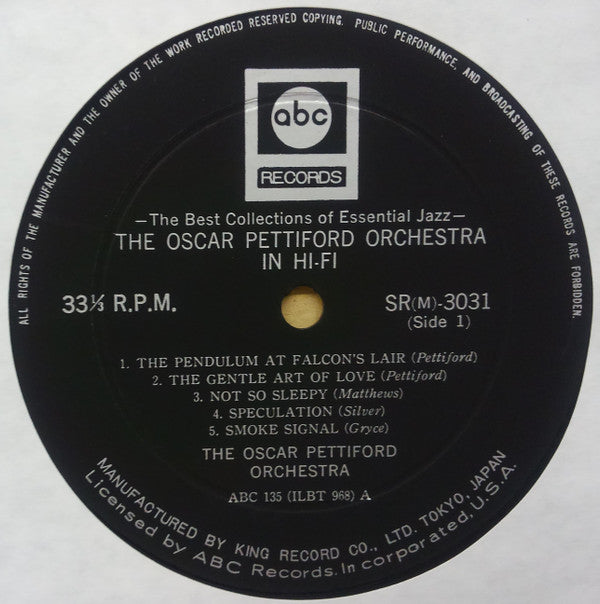 ALL RIGHTS OF THE MANUFACTURER AND THE OWNER OF THE WORK RECORDED RESERVED COPYING. PUBLIC PERFORMANCE, AND BROADCASTING OF THESE RECORDS ARE FORBIDDEN.
abc
RECORDS
—The Best Collections of Essential Jazz—
THE OSCAR PETTIFORD ORCHESTRA
IN HI-FI
33⅓ R.P.M.
SR(M)-3031
(Side 1)
1. THE PENDULUM AT FALCON'S LAIR (Pettiford)
2. THE GENTLE ART OF LOVE (Pettiford)
3. NOT SO SLEEPY (Matthews)
4. SPECULATION (Silver)
5. SMOKE SIGNAL (Gryce)
THE OSCAR PETTIFORD
ORCHESTRA
ABC 135 (ILBT 968) A
MANUFACTURED BY KING RECORD CO., LTD. TOKYO, JAPAN
Licensed by ABC Records. Incorporated, U.S.A.